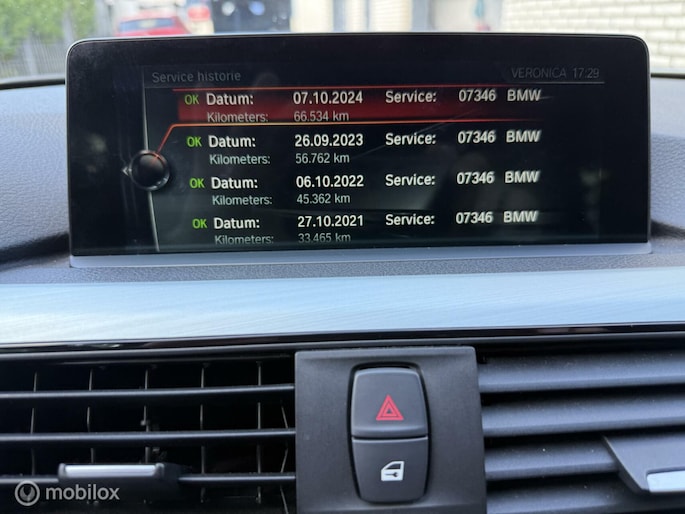 Service historie VERONICA 17:29
OK Datum: 07.10.2024 Service: 07346 BMW
Kilometers: 66.534 km
OK Datum: 26.09.2023 Service: 07346 BMW
Kilometers: 56.762 km
OK Datum: 06.10.2022 Service: 07346 BMW
Kilometers: 45.362 km
OK Datum: 27.10.2021 Service: 07346 BMW
Kilometers: 33.465 km
mobilox